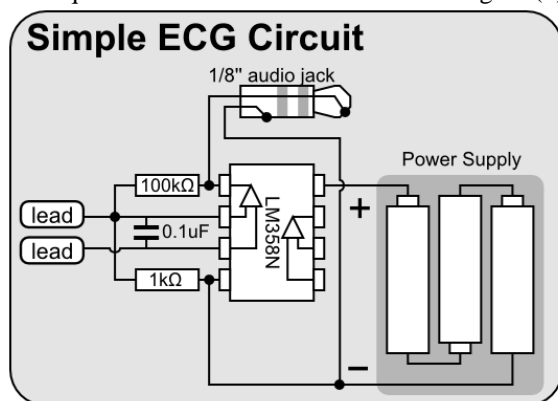 Simple ECG Circuit
1/8" audio jack
Power Supply
100kΩ
lead
0.1uF
lead
1kΩ
LM358N
+
−